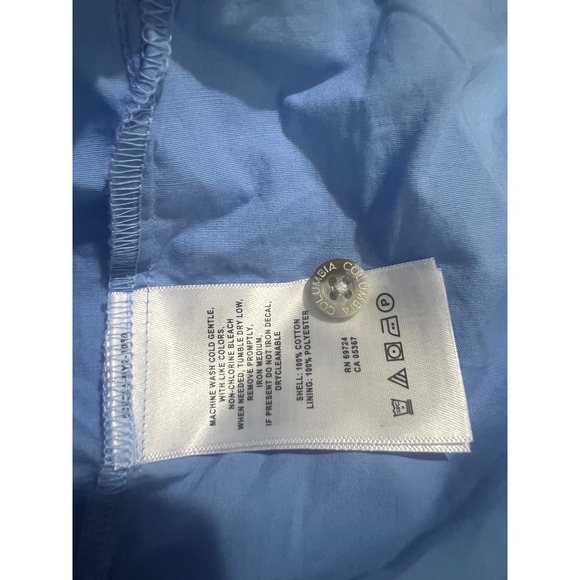 COLUMBIA COLUMBIA
MACHINE WASH COLD GENTLE,
WITH LIKE COLORS,
NON-CHLORINE BLEACH
WHEN NEEDED, TUMBLE DRY LOW,
REMOVE PROMPTLY,
IRON MEDIUM,
IF PRESENT DO NOT IRON DECAL,
DRYCLEANABLE
SHELL: 100% COTTON
LINING: 100% POLYESTER
RN 69724
CA 05367